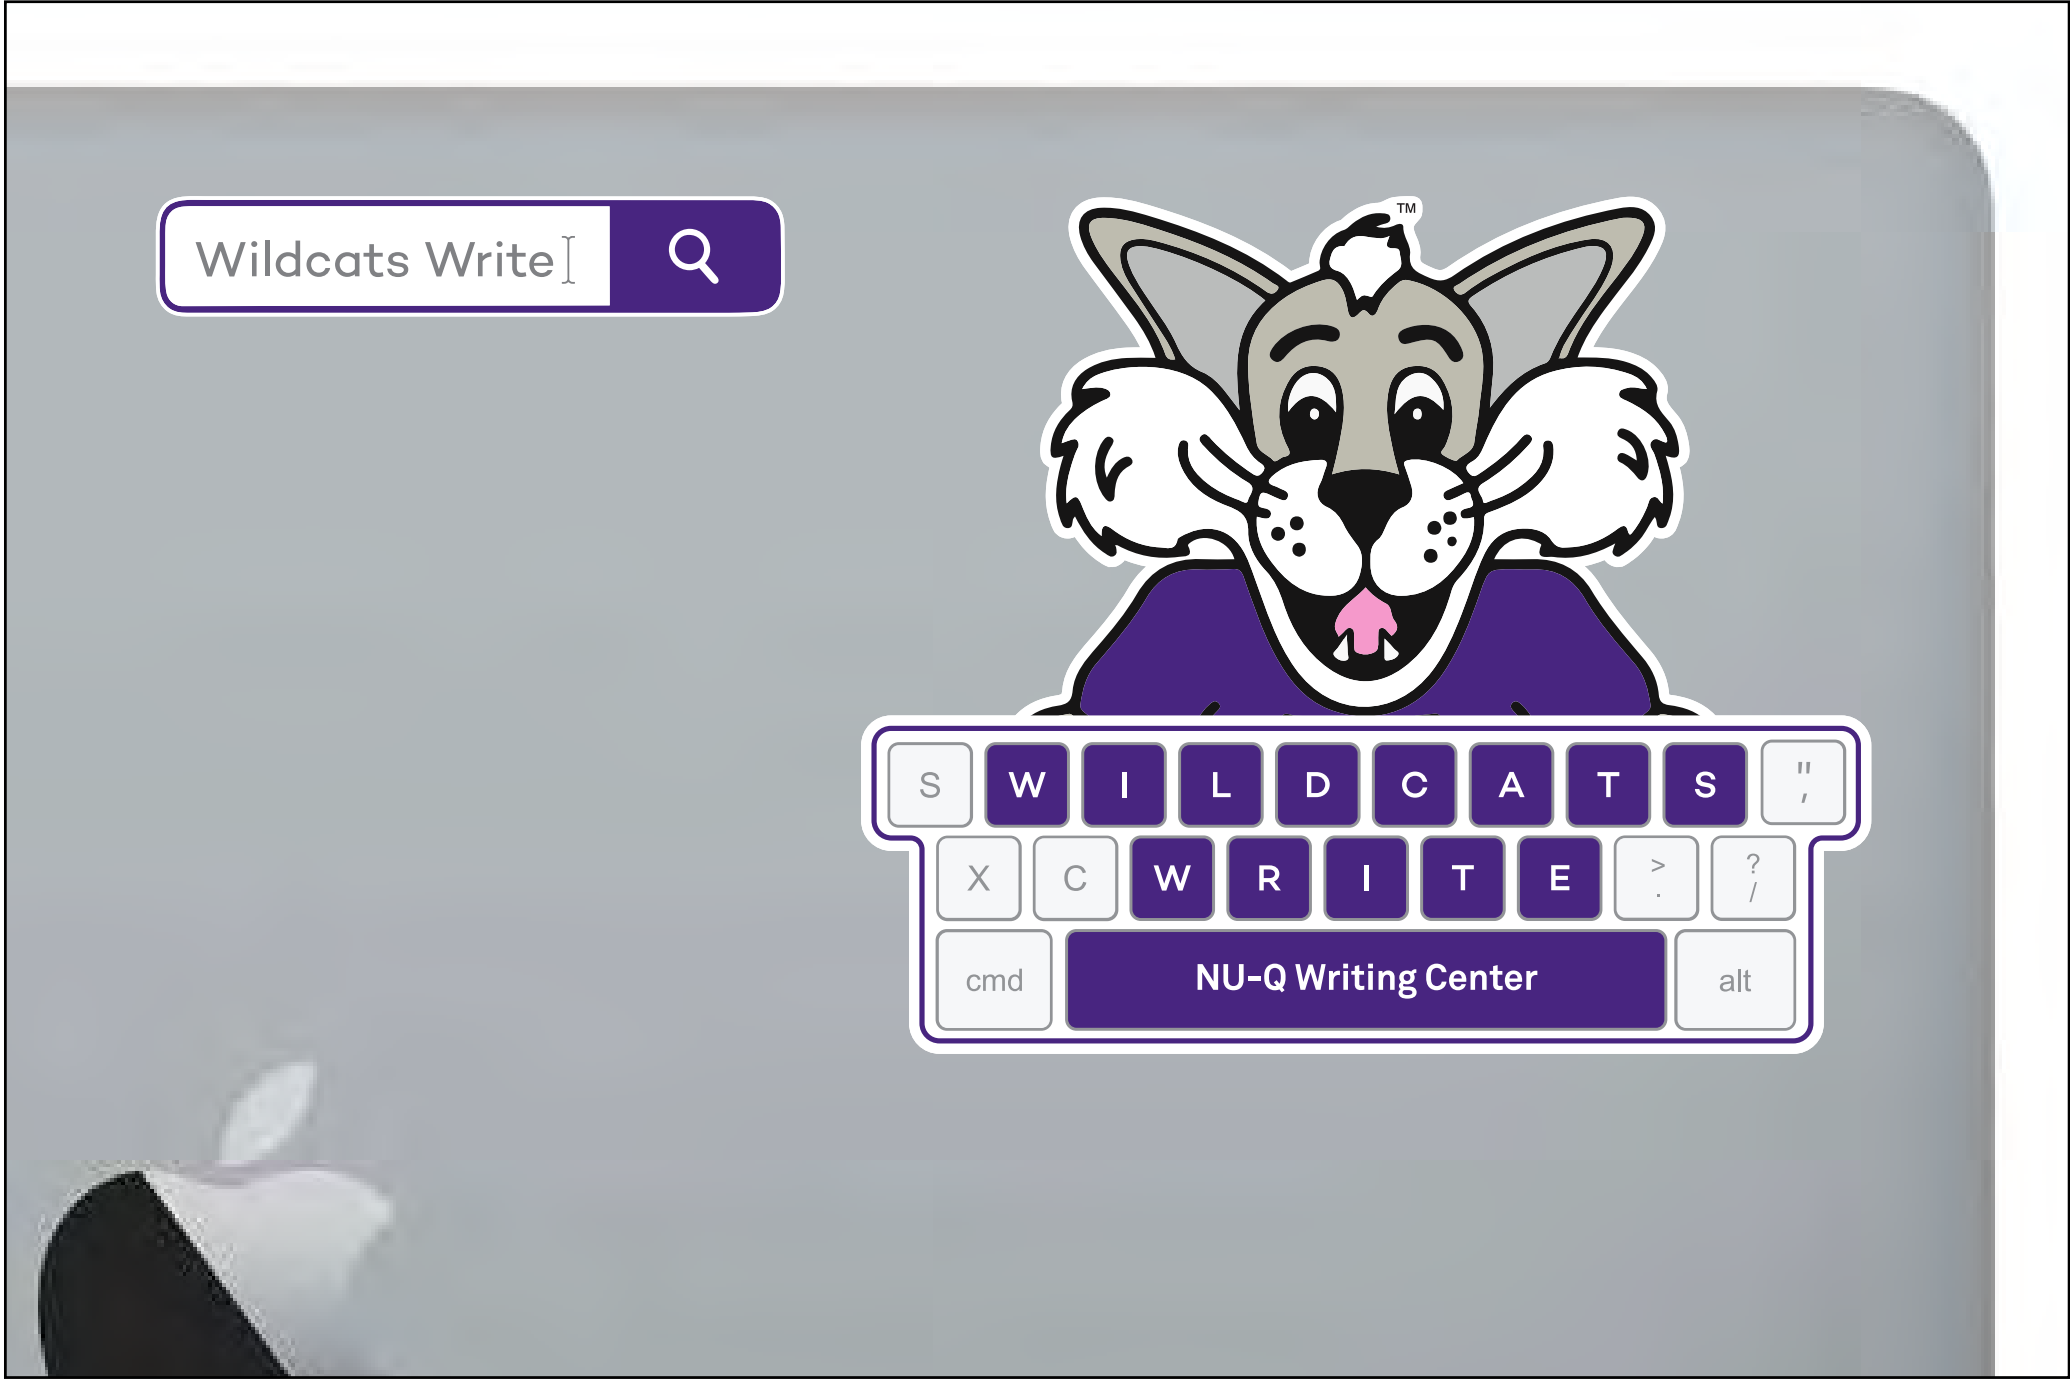 Wildcats Write
TM
S W I L D C A T S " ,
X C W R I T E > . ? /
cmd NU-Q Writing Center alt